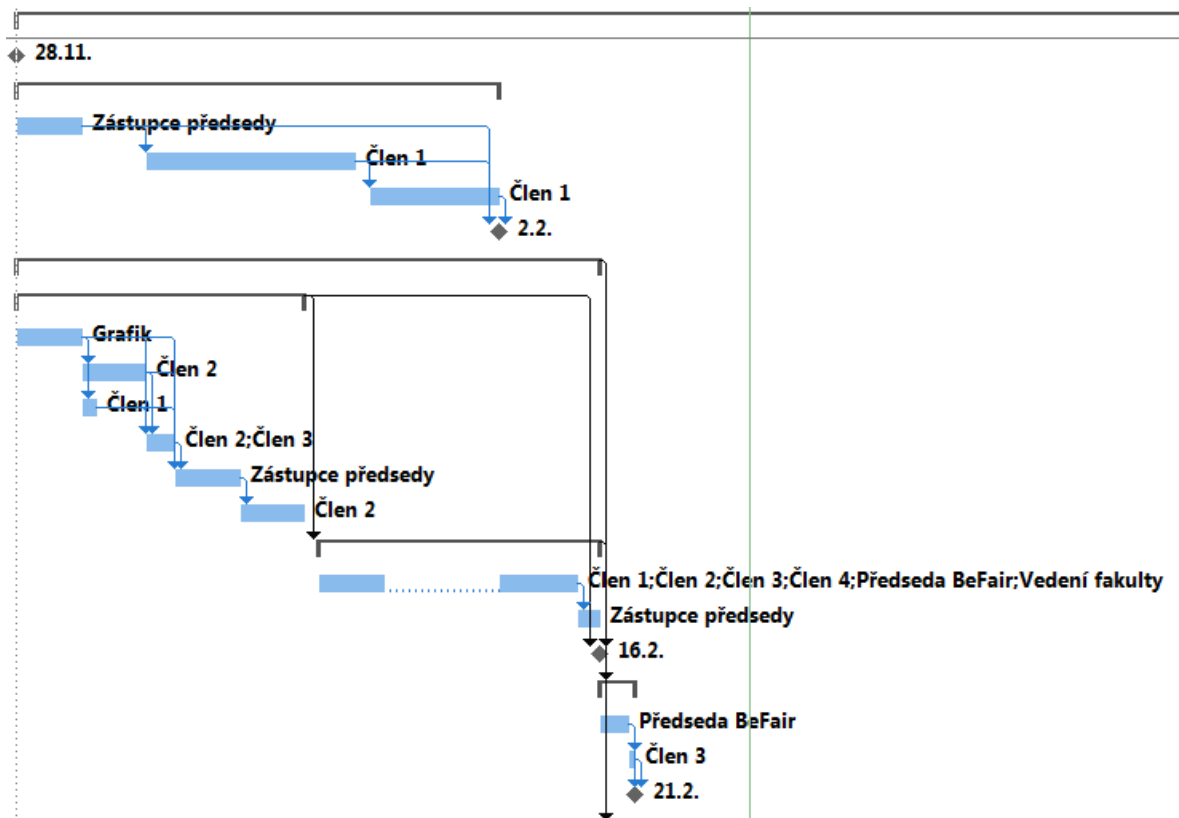 28.11.
Zástupce předsedy
Člen 1
Člen 1
2.2.
Grafik
Člen 2
Člen 1
Člen 2;Člen 3
Zástupce předsedy
Člen 2
Člen 1;Člen 2;Člen 3;Člen 4;Předseda BeFair;Vedení fakulty
Zástupce předsedy
16.2.
Předseda BeFair
Člen 3
21.2.